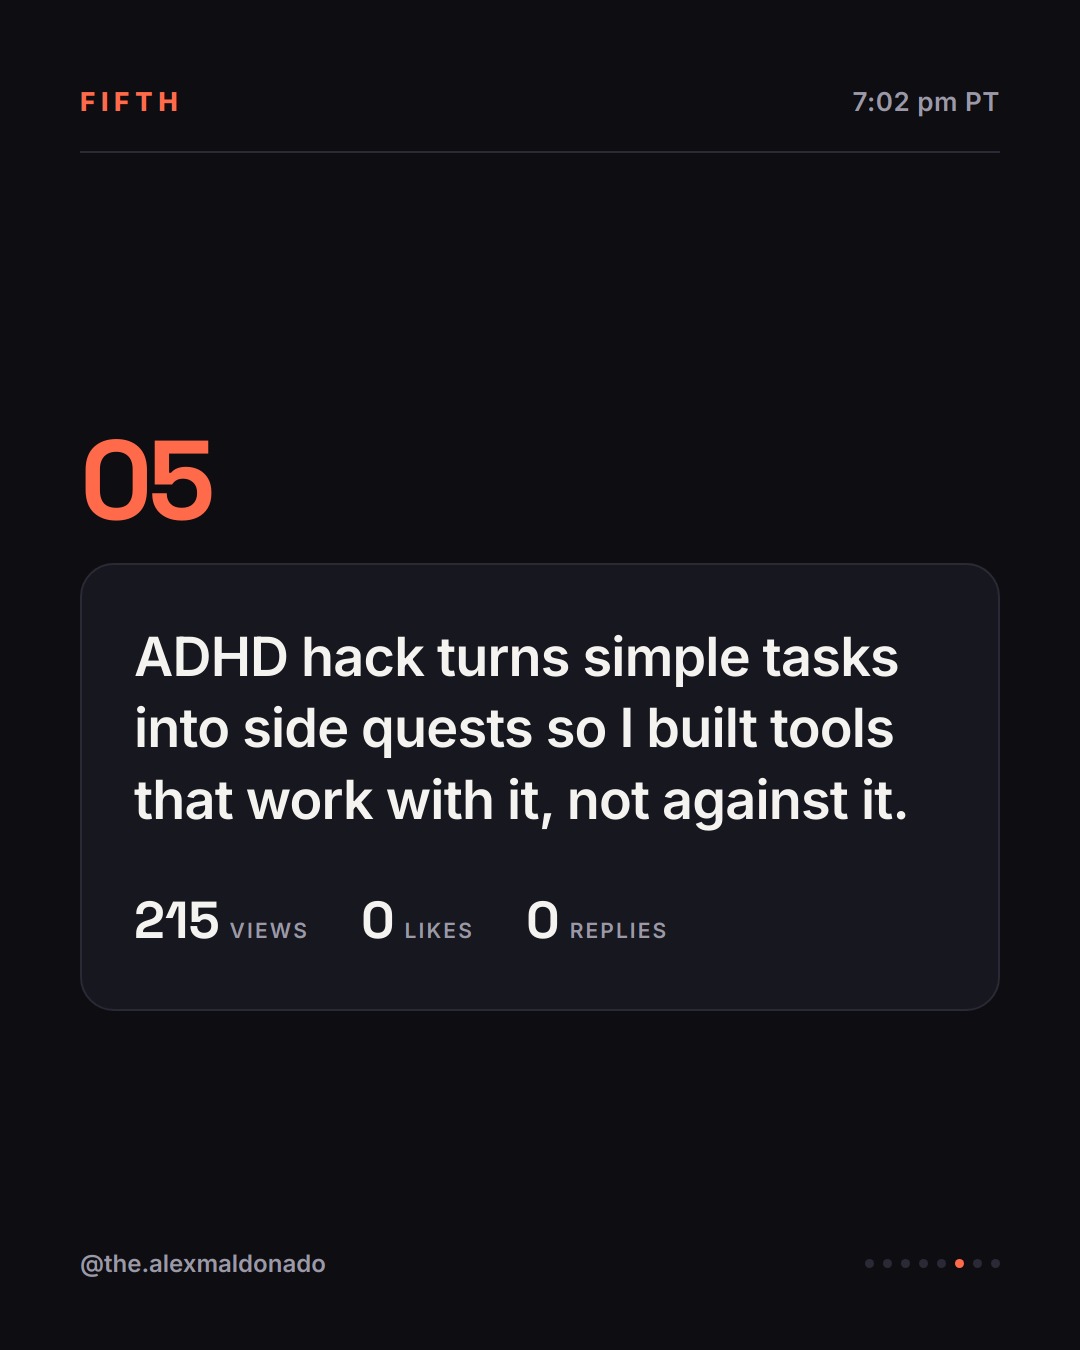 FIFTH
7:02 pm PT
05
ADHD hack turns simple tasks
into side quests so I built tools
that work with it, not against it.
215 VIEWS 0 LIKES 0 REPLIES
@the.alexmaldonado